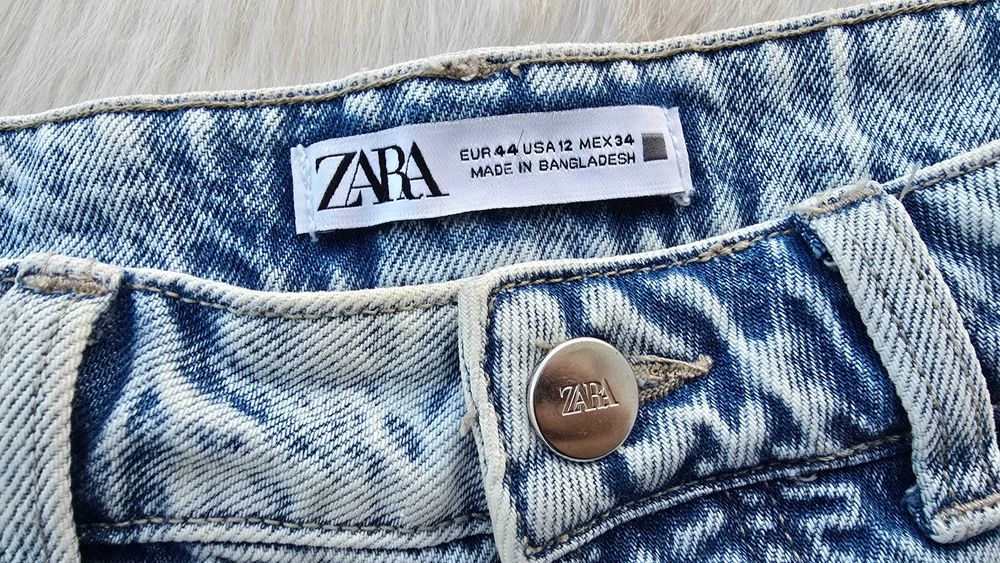 ZARA
EUR 44 USA 12 MEX 34
MADE IN BANGLADESH
ZARA